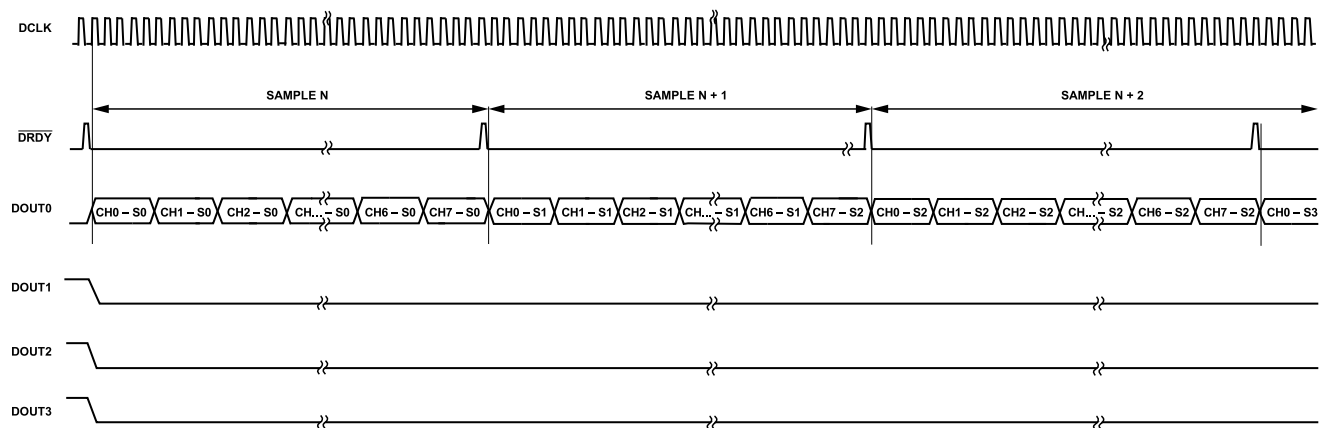 DCLK
SAMPLE N
SAMPLE N + 1
SAMPLE N + 2
DRDY
DOUT0
CH0 – S0
CH1 – S0
CH2 – S0
CH... – S0
CH6 – S0
CH7 – S0
CH0 – S1
CH1 – S1
CH2 – S1
CH... – S1
CH6 – S1
CH7 – S2
CH0 – S2
CH1 – S2
CH2 – S2
CH... – S2
CH6 – S2
CH7 – S2
CH0 – S3
DOUT1
DOUT2
DOUT3